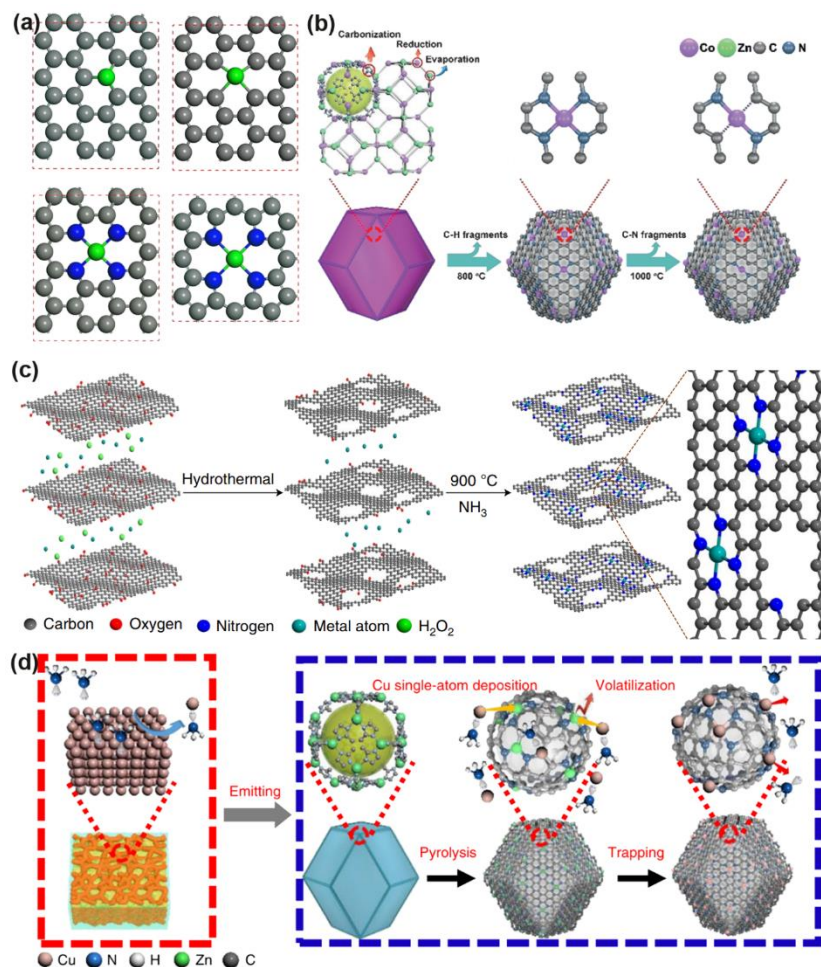 (a)
(b)
Carbonization
Reduction
Evaporation
Co Zn C N
C-H fragments
800 °C
C-N fragments
1000 °C
(c)
Hydrothermal
900 °C
NH3
Carbon Oxygen Nitrogen Metal atom H2O2
(d)
Emitting
Cu single-atom deposition
Volatilization
Pyrolysis
Trapping
Cu N H Zn C